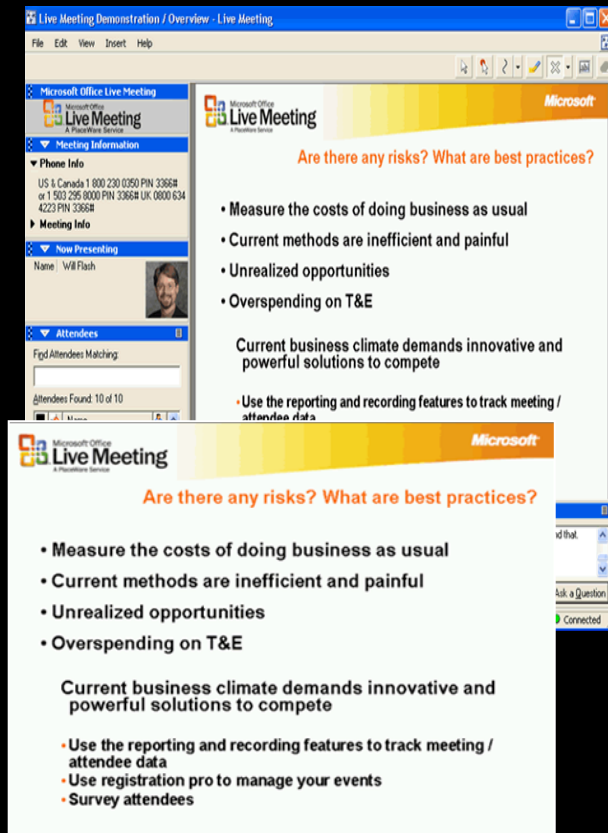 Live Meeting Demonstration / Overview - Live Meeting
File Edit View Insert Help
Microsoft Office Live Meeting
Microsoft Office
Live Meeting
A PlaceWare Service
Meeting Information
Phone Info
US & Canada 1 800 230 0350 PIN 3366#
or 1 503 295 8000 PIN 3366# UK 0800 634
4223 PIN 3366#
Meeting Info
Now Presenting
Name Will Flash
Attendees
Find Attendees Matching:
Attendees Found: 10 of 10
Name
Microsoft Office
Live Meeting
A PlaceWare Service
Microsoft
Are there any risks? What are best practices?
• Measure the costs of doing business as usual
• Current methods are inefficient and painful
• Unrealized opportunities
• Overspending on T&E
Current business climate demands innovative and
powerful solutions to compete
• Use the reporting and recording features to track meeting /
attendee data
that.
Ask a Question
Connected
Microsoft Office
Live Meeting
A PlaceWare Service
Microsoft
Are there any risks? What are best practices?
• Measure the costs of doing business as usual
• Current methods are inefficient and painful
• Unrealized opportunities
• Overspending on T&E
Current business climate demands innovative and
powerful solutions to compete
• Use the reporting and recording features to track meeting /
attendee data
• Use registration pro to manage your events
• Survey attendees